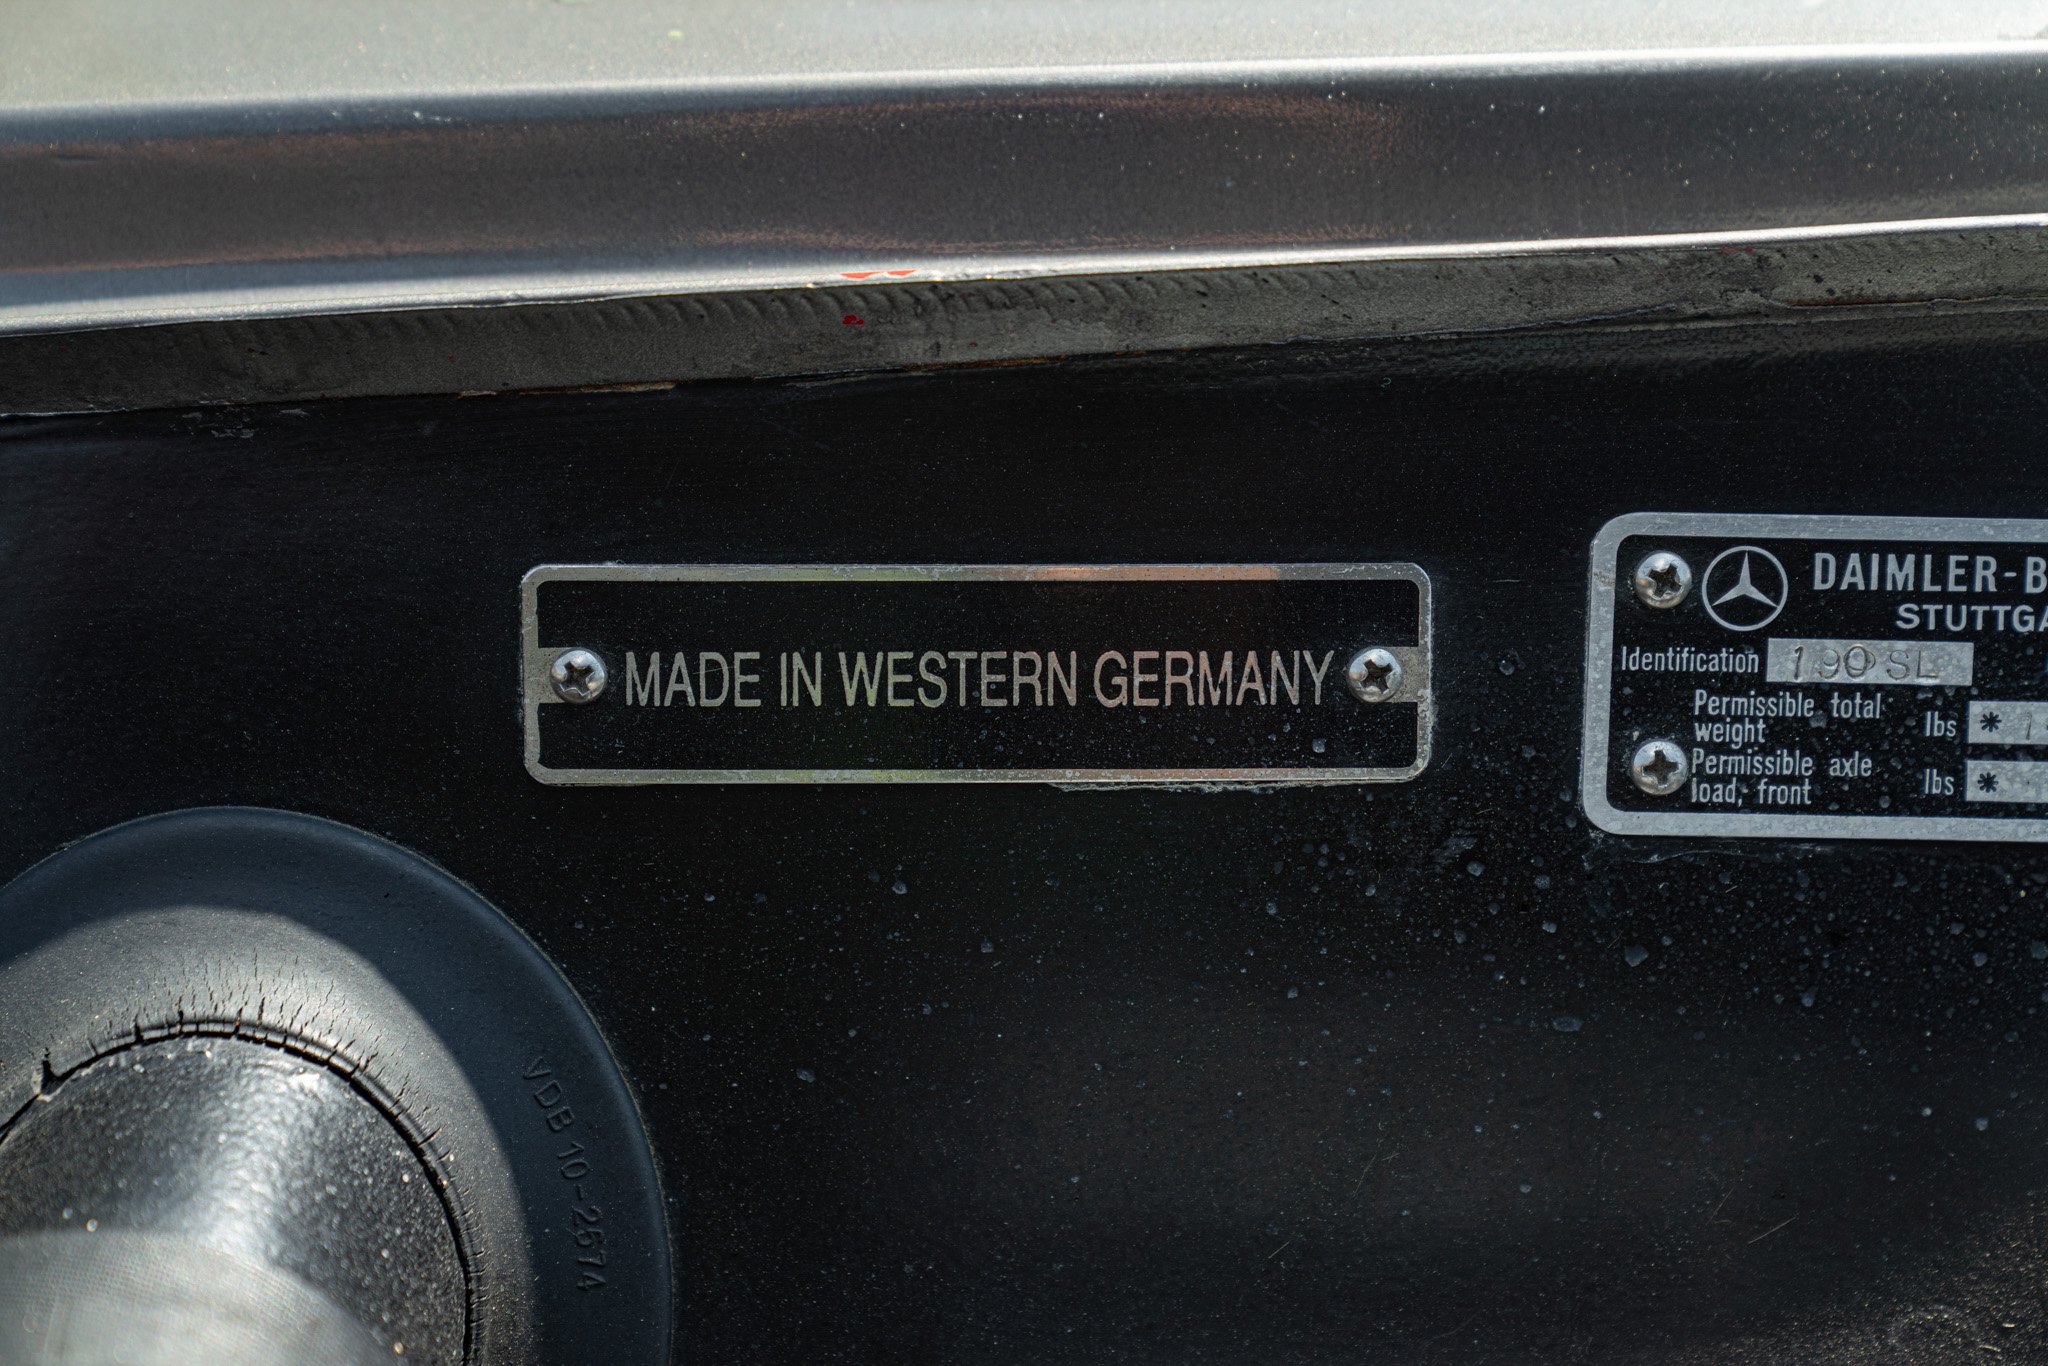 MADE IN WESTERN GERMANY
DAIMLER-B
STUTTGA
Identification 190 SL
Permissible total
weight lbs *
Permissible axle
load, front lbs *
VDB 10-2674